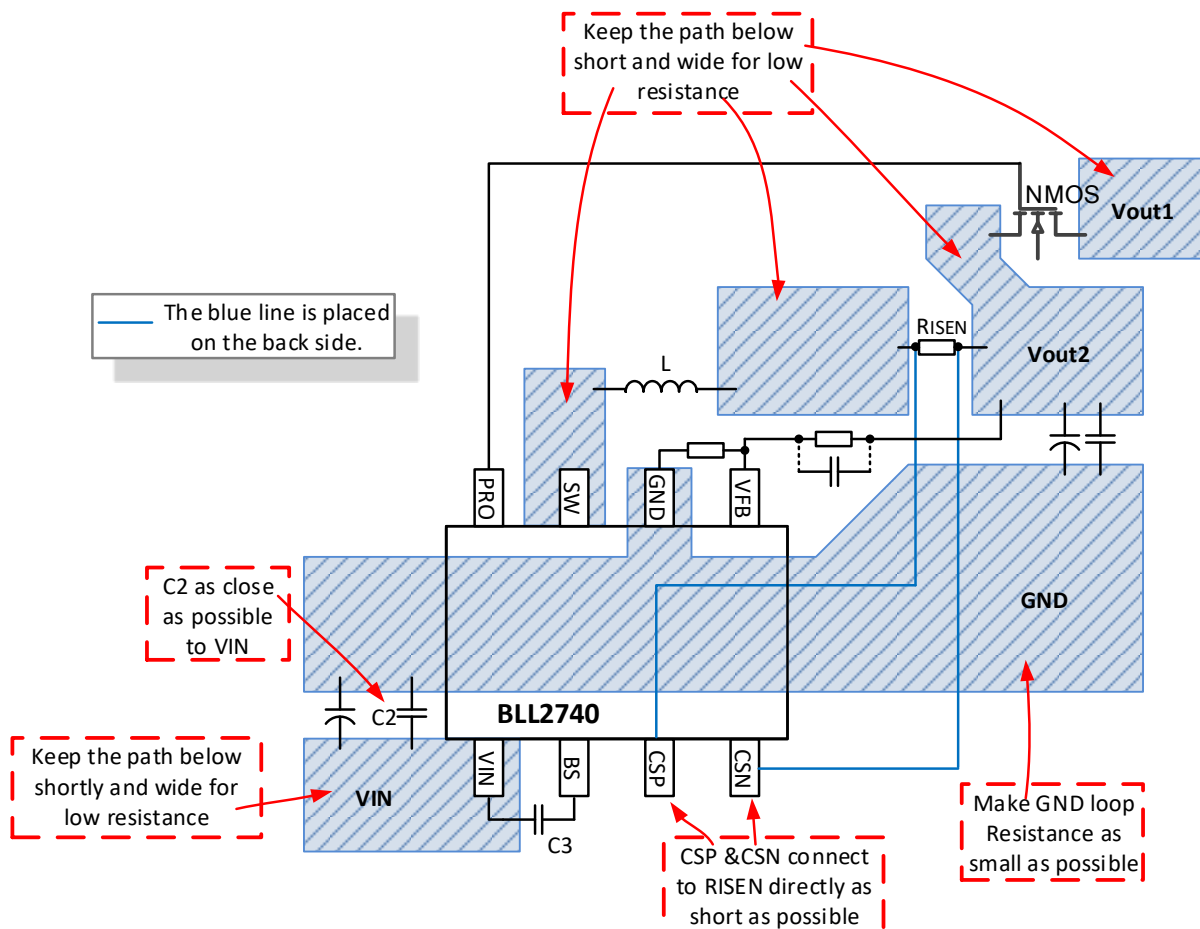 Keep the path below
short and wide for low
resistance
NMOS
Vout1
The blue line is placed
on the back side.
RISEN
Vout2
L
PRO
SW
GND
VFB
C2 as close
as possible
to VIN
GND
C2
BLL2740
Keep the path below
shortly and wide for
low resistance
VIN
VIN
BS
CSP
CSN
C3
Make GND loop
Resistance as
small as possible
CSP &CSN connect
to RISEN directly as
short as possible